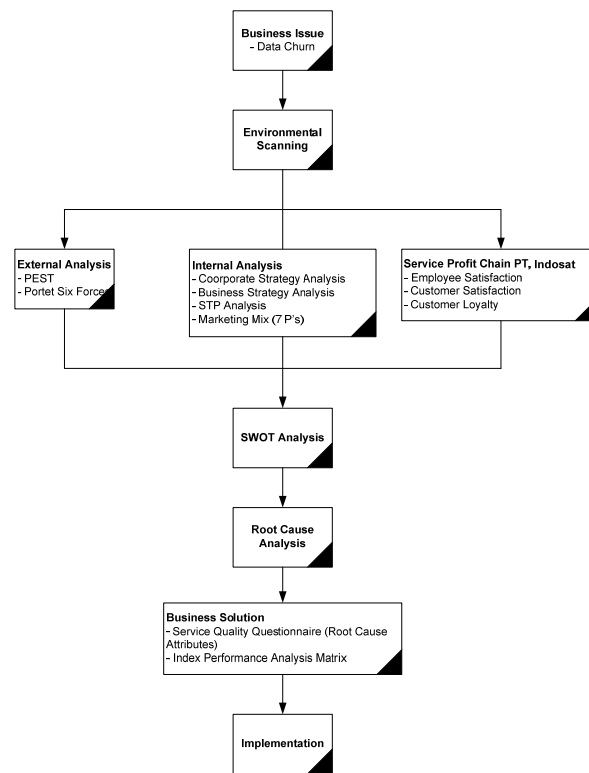 Business Issue
- Data Churn
Environmental
Scanning
External Analysis
- PEST
- Portet Six Forces
Internal Analysis
- Coorporate Strategy Analysis
- Business Strategy Analysis
- STP Analysis
- Marketing Mix (7 P's)
Service Profit Chain PT, Indosat
- Employee Satisfaction
- Customer Satisfaction
- Customer Loyalty
SWOT Analysis
Root Cause
Analysis
Business Solution
- Service Quality Questionnaire (Root Cause
Attributes)
- Index Performance Analysis Matrix
Implementation